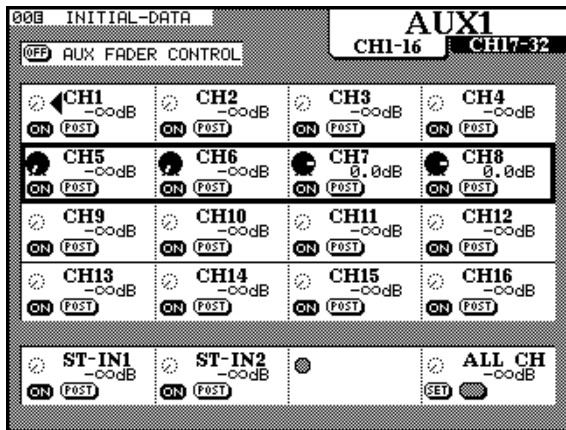 00B INITIAL-DATA
AUX1
CH1-16 CH17-32
OFF AUX FADER CONTROL
CH1 CH2 CH3 CH4
-∞dB -∞dB -∞dB -∞dB
ON POST ON POST ON POST ON POST
CH5 CH6 CH7 CH8
-∞dB -∞dB 0.0dB 0.0dB
ON POST ON POST ON POST ON POST
CH9 CH10 CH11 CH12
-∞dB -∞dB -∞dB -∞dB
ON POST ON POST ON POST ON POST
CH13 CH14 CH15 CH16
-∞dB -∞dB -∞dB -∞dB
ON POST ON POST ON POST ON POST
ST-IN1 ST-IN2 ALL CH
-∞dB -∞dB -∞dB
ON POST ON POST SET